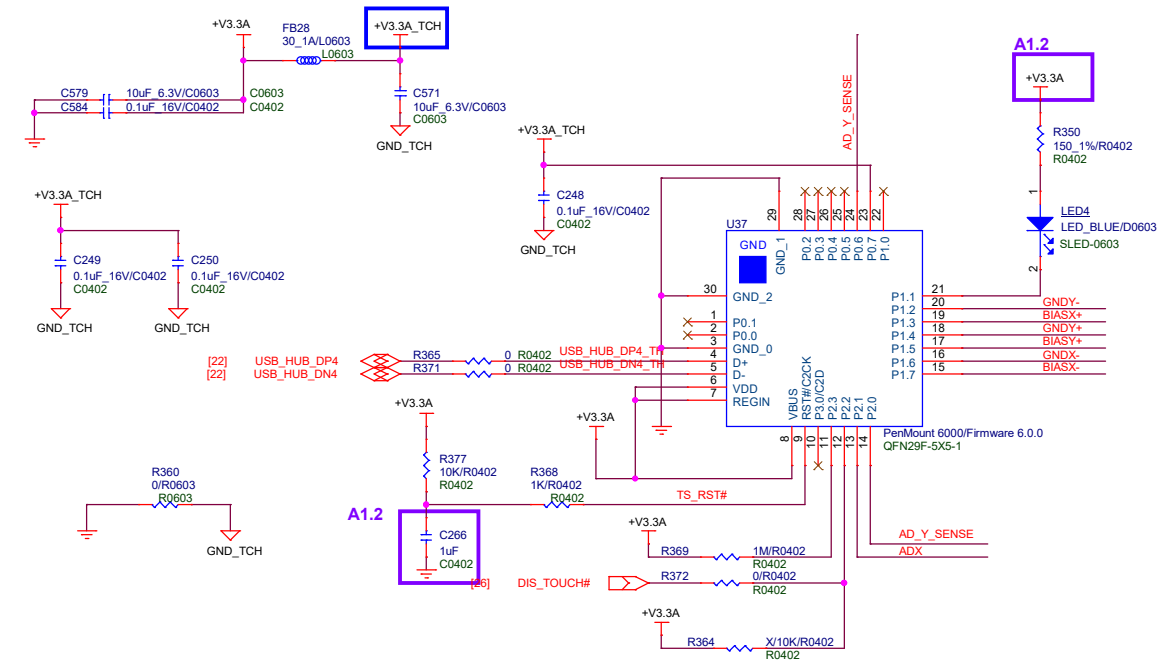 +V3.3A
FB28
30_1A/L0603
L0603
+V3.3A_TCH
C579
10uF_6.3V/C0603
C0603
C584
0.1uF_16V/C0402
C0402
C571
10uF_6.3V/C0603
C0603
GND_TCH
A1.2
+V3.3A
R350
150_1%/R0402
R0402
1
LED4
LED_BLUE/D0603
SLED-0603
2
AD_Y_SENSE
+V3.3A_TCH
C248
0.1uF_16V/C0402
C0402
GND_TCH
+V3.3A_TCH
C249
0.1uF_16V/C0402
C0402
GND_TCH
C250
0.1uF_16V/C0402
C0402
GND_TCH
29 28 27 26 25 24 23 22
U37
GND
GND_1
P0.2
P0.3
P0.4
P0.5
P0.6
P0.7
P1.0
30 GND_2
1 P0.1
2 P0.0
3 GND_0
4 D+
5 D-
6 VDD
7 REGIN
P1.1 21
P1.2 20 GNDY-
P1.3 19 BIASX+
P1.4 18 GNDY+
P1.5 17 BIASY+
P1.6 16 GNDX-
P1.7 15 BIASX-
VBUS
RST#/C2CK
P3.0/C2D
P2.3
P2.2
P2.1
P2.0
8 9 10 11 12 13 14
PenMount 6000/Firmware 6.0.0
QFN29F-5X5-1
[22] USB_HUB_DP4 R365 0 R0402 USB_HUB_DP4_TH
[22] USB_HUB_DN4 R371 0 R0402 USB_HUB_DN4_TH
+V3.3A
R377
10K/R0402
R0402
+V3.3A
R368
1K/R0402
R0402
TS_RST#
R360
0/R0603
R0603
GND_TCH
A1.2
C266
1uF
C0402
+V3.3A
R369 1M/R0402
R0402
DIS_TOUCH# R372 0/R0402
R0402
+V3.3A
R364 X/10K/R0402
R0402
AD_Y_SENSE
ADX